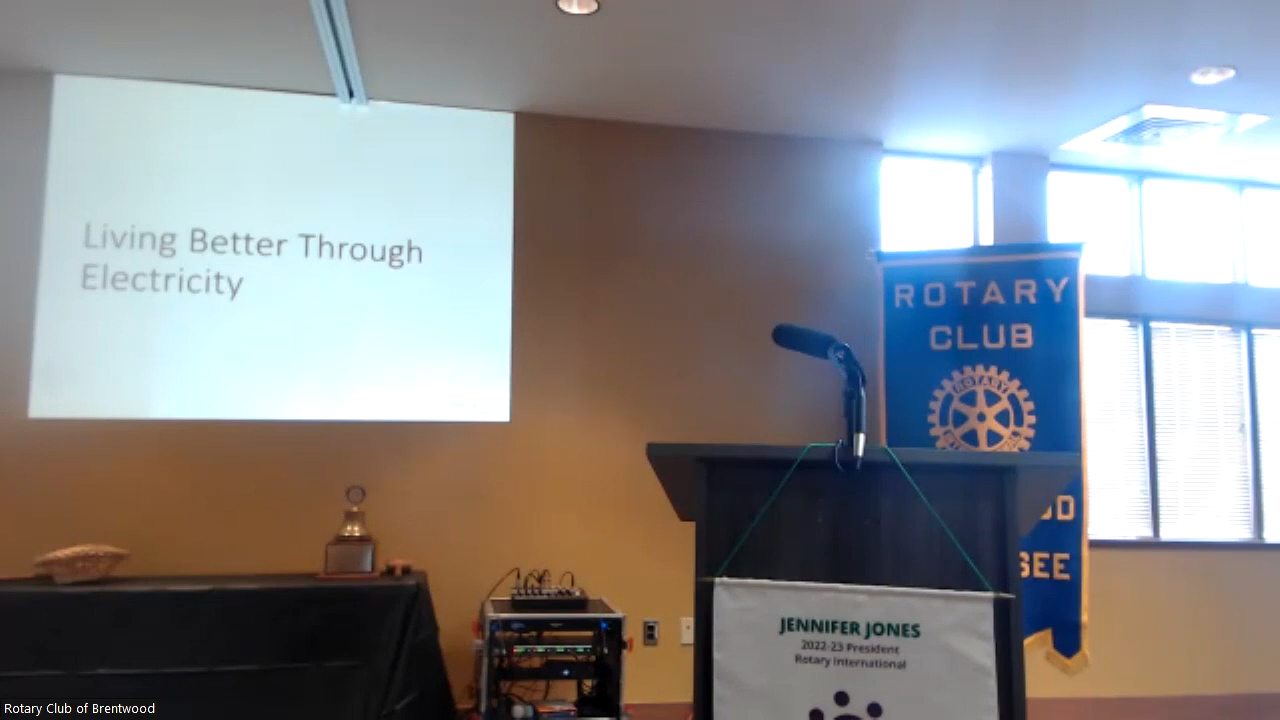 Living Better Through
Electricity
ROTARY
CLUB
ROTARY
OD
SEE
JENNIFER JONES
2022-23 President
Rotary International
Rotary Club of Brentwood